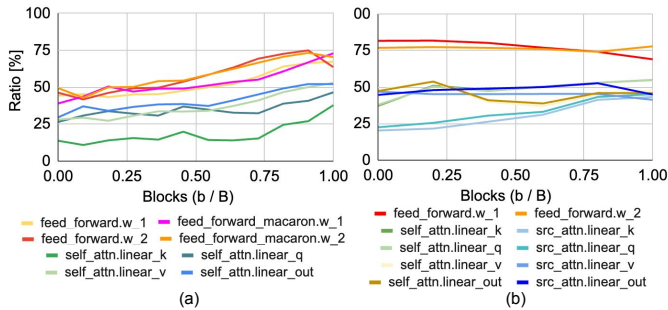 100
75
50
25
0
Ratio [%]
0.00 0.25 0.50 0.75 1.00
Blocks (b / B)
feed_forward.w_1 feed_forward_macaron.w_1
feed_forward.w_2 feed_forward_macaron.w_2
self_attn.linear_k self_attn.linear_q
self_attn.linear_v self_attn.linear_out
(a)
00
75
50
25
0
0.00 0.25 0.50 0.75 1.00
Blocks (b / B)
feed_forward.w_1 feed_forward.w_2
self_attn.linear_k src_attn.linear_k
self_attn.linear_q src_attn.linear_q
self_attn.linear_v src_attn.linear_v
self_attn.linear_out src_attn.linear_out
(b)